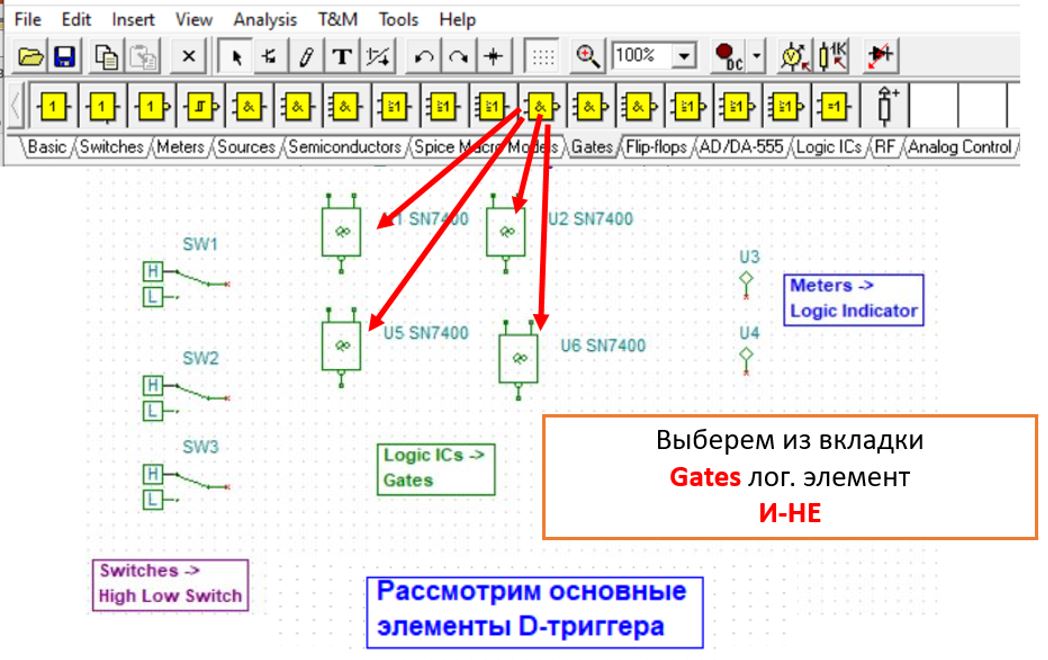 File Edit Insert View Analysis T&M Tools Help
T 100% DC 1K
1 1 1 & & & ≥1 ≥1 ≥1 & & & ≥1 ≥1 ≥1 =1 +
Basic Switches Meters Sources Semiconductors Spice Macro Models Gates Flip-flops AD/DA-555 Logic ICs RF Analog Control
U1 SN7400 U2 SN7400
SW1
H
L
U3
Meters ->
Logic Indicator
U5 SN7400 U6 SN7400
U4
SW2
H
L
SW3
H
L
Logic ICs ->
Gates
Выберем из вкладки
Gates лог. элемент
И-НЕ
Switches ->
High Low Switch
Рассмотрим основные
элементы D-триггера